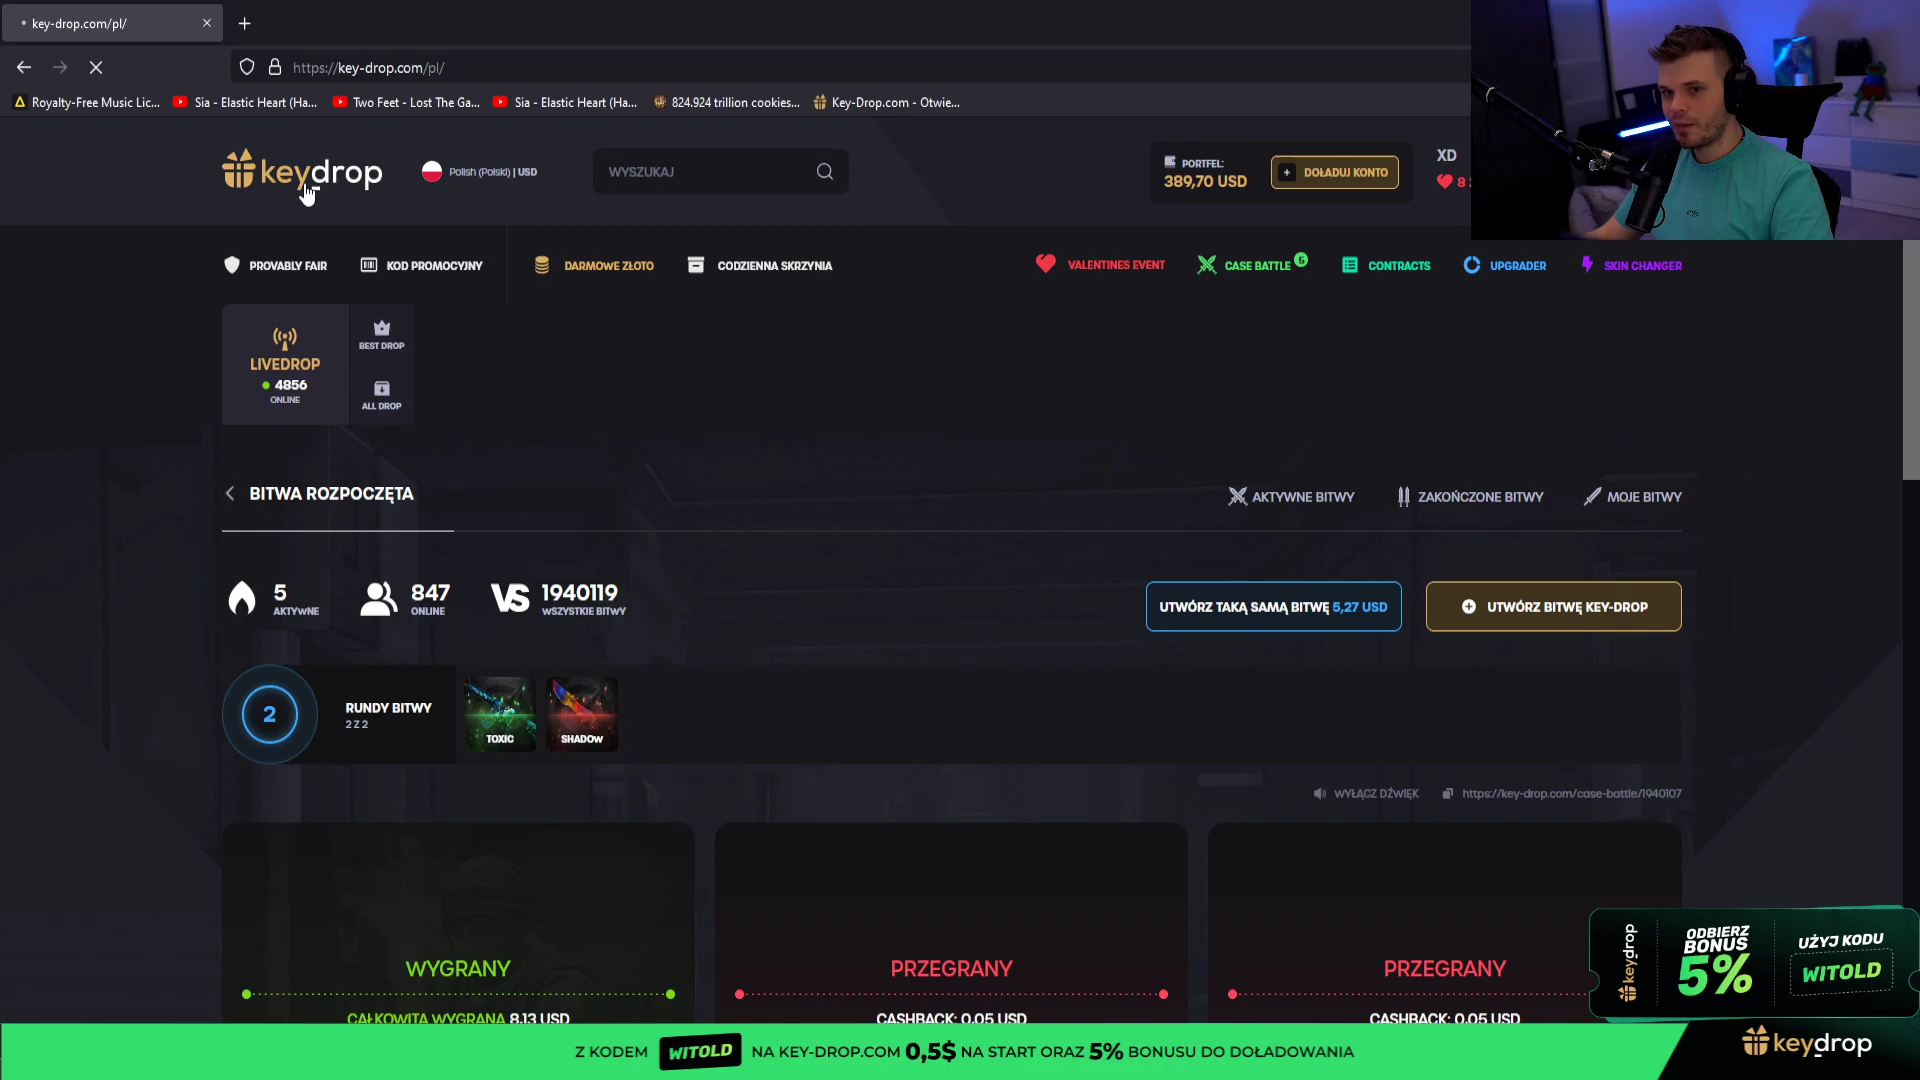 key-drop.com/pl/
https://key-drop.com/pl/
Royalty-Free Music Lic...
Sia - Elastic Heart (Ha...
Two Feet - Lost The Ga...
Sia - Elastic Heart (Ha...
824.924 trillion cookies...
Key-Drop.com - Otwie...
keydrop
Polish (Polski) | USD
WYSZUKAJ
PORTFEL:
389,70 USD
DOŁADUJ KONTO
XD
8
PROVABLY FAIR
KOD PROMOCYJNY
DARMOWE ZŁOTO
CODZIENNA SKRZYNIA
VALENTINES EVENT
CASE BATTLE 6
CONTRACTS
UPGRADER
SKIN CHANGER
LIVEDROP
4856
ONLINE
BEST DROP
ALL DROP
BITWA ROZPOCZĘTA
AKTYWNE BITWY
ZAKOŃCZONE BITWY
MOJE BITWY
5
AKTYWNE
847
ONLINE
VS
1940119
WSZYSTKIE BITWY
UTWÓRZ TAKĄ SAMĄ BITWĘ 5,27 USD
UTWÓRZ BITWĘ KEY-DROP
2
RUNDY BITWY
2 Z 2
TOXIC
SHADOW
WYŁĄCZ DŹWIĘK
https://key-drop.com/case-battle/1940107
WYGRANY
CAŁKOWITA WYGRANA 8,13 USD
PRZEGRANY
CASHBACK: 0,05 USD
PRZEGRANY
CASHBACK: 0,05 USD
keydrop
ODBIERZ
BONUS
5%
UŻYJ KODU
WITOLD
Z KODEM WITOLD NA KEY-DROP.COM 0,5$ NA START ORAZ 5% BONUSU DO DOŁADOWANIA
keydrop